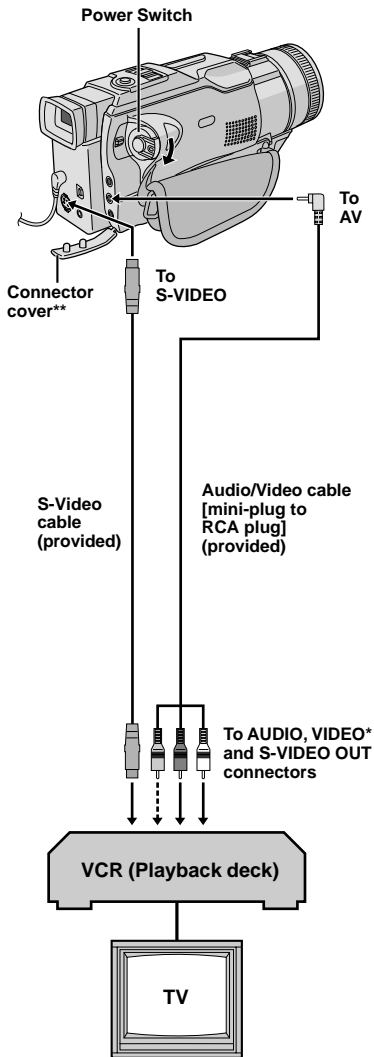 Power Switch
To
AV
To
S-VIDEO
Connector
cover**
S-Video
cable
(provided)
Audio/Video cable
[mini-plug to
RCA plug]
(provided)
To AUDIO, VIDEO*
and S-VIDEO OUT
connectors
VCR (Playback deck)
TV